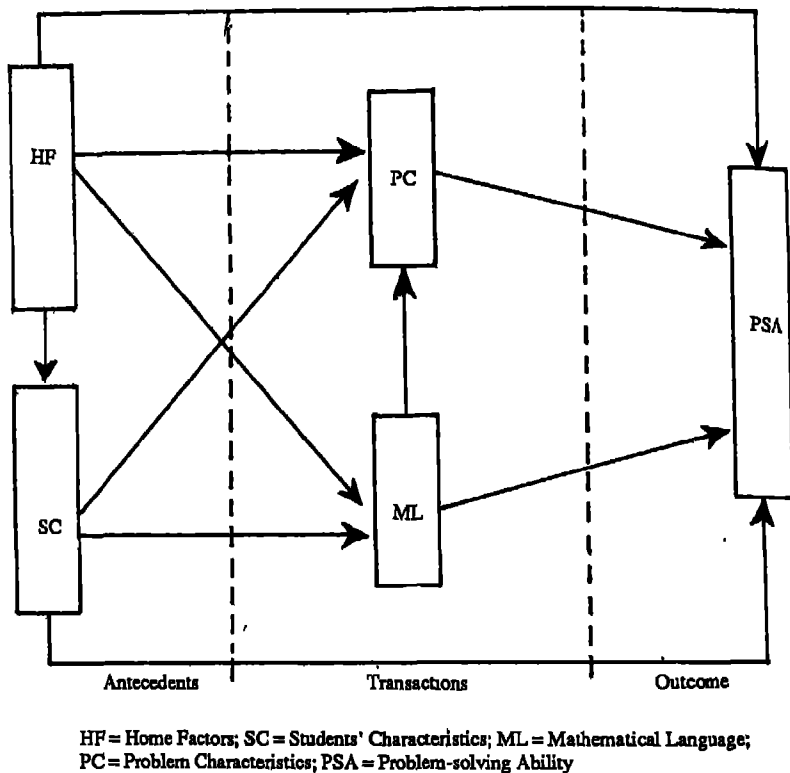 HF
PC
PSA
SC
ML
Antecedents Transactions Outcome
HF = Home Factors; SC = Students' Characteristics; ML = Mathematical Language;
PC = Problem Characteristics; PSA = Problem-solving Ability